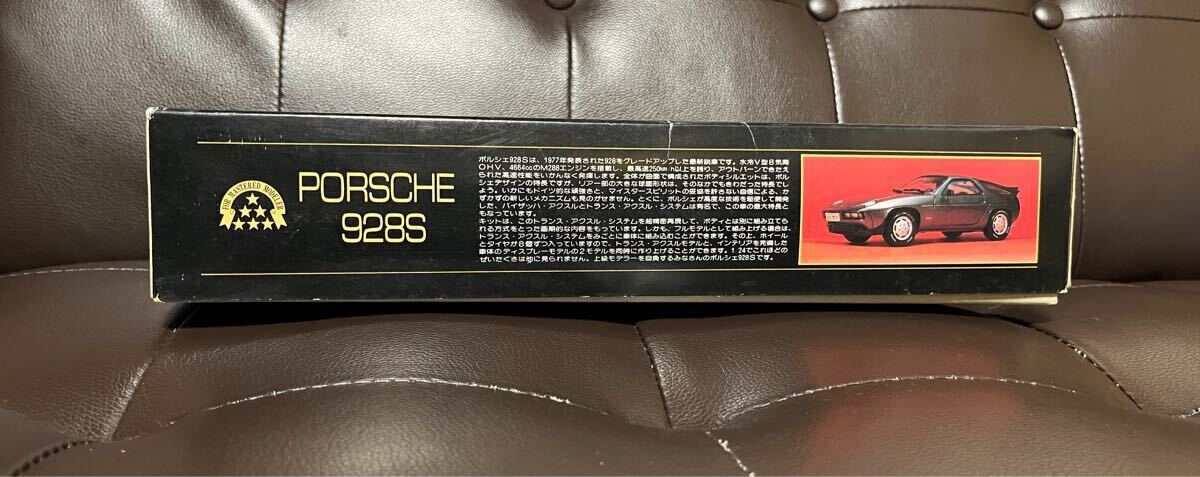 FOR MASTERED MODELER
PORSCHE
928S
ポルシェ928Sは、1977年発表された928をグレードアップした最新鋭車です。水冷V型8気筒
OHV、4664ccのM28Bエンジンを搭載し、最高速250km/h以上を誇り、アウトバーンできたえ
られた高速性能をいかんなく発揮します。全体が曲面で構成されたボディシルエットは、ポル
シェデザインの特長ですが、リアー部の大きな球面形状は、そのなかでもきわだった特長でし
ょう。いかにもドイツ的な頑強さと、マイスタースピリットの妥協を許さない自信による、か
ずかずの新しいメカニズムも見のがせません。とくに、ポルシェが高度な技術を駆使して開発
した、バイザッハ・アクスルとトランス・アクスル・システムは有名で、この車の最大特長と
もなっています。
キットは、このトランス・アクスル・システムを超精密再現して、ボディとは別に組み立てら
れる方式をとった画期的な内容をもっています。しかも、フルモデルとして組み上げる場合は、
トランス・アクスル・システムをみごとに車体に組み込むことができます。その上、ホイール
とタイヤが8個ずつ入っていますので、トランス・アクスルモデルと、インテリアを完備した
車体のディスプレーモデルの2モデルを同時に作り上げることができます。1/24でこれほどの
ぜいたくさは他に見られません。上級モデラーを自負するみなさんのポルシェ928Sです。